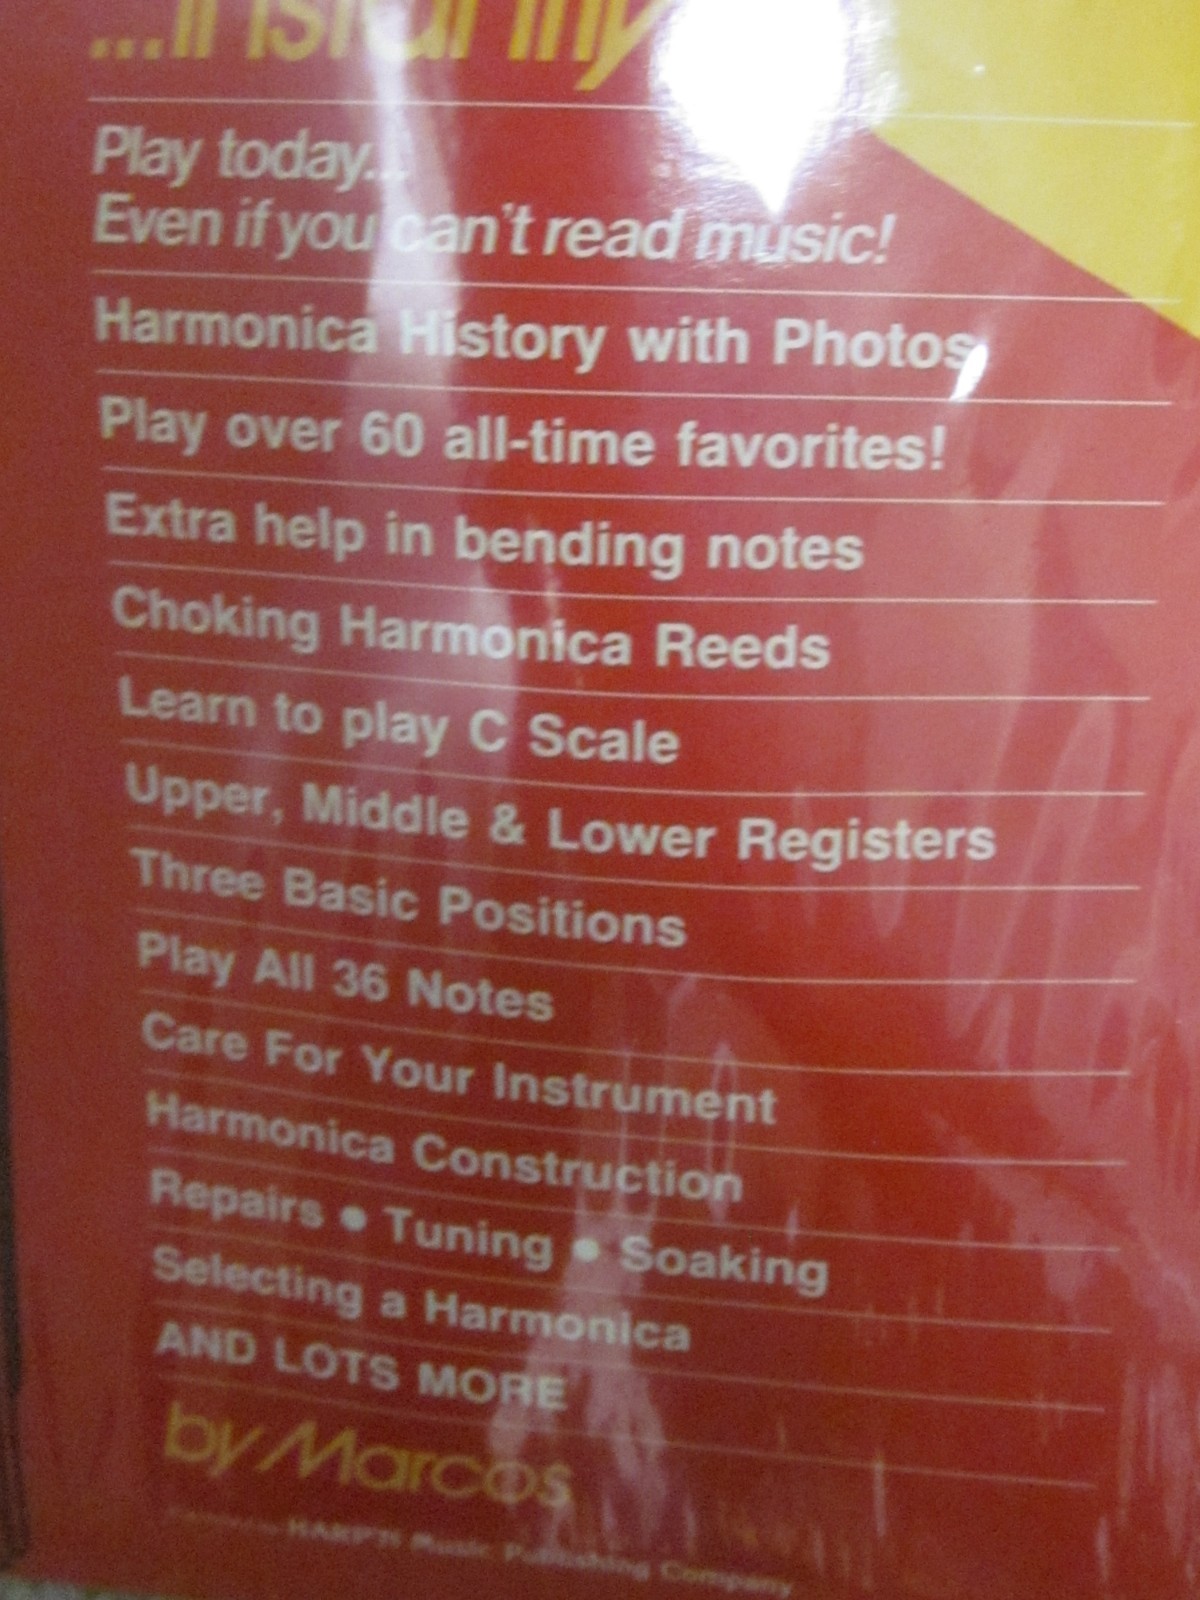 ...instantly
Play today...
Even if you can't read music!
Harmonica History with Photos
Play over 60 all-time favorites!
Extra help in bending notes
Choking Harmonica Reeds
Learn to play C Scale
Upper, Middle & Lower Registers
Three Basic Positions
Play All 36 Notes
Care For Your Instrument
Harmonica Construction
Repairs • Tuning • Soaking
Selecting a Harmonica
AND LOTS MORE
by Marcos
HARP'N Music Publishing Company